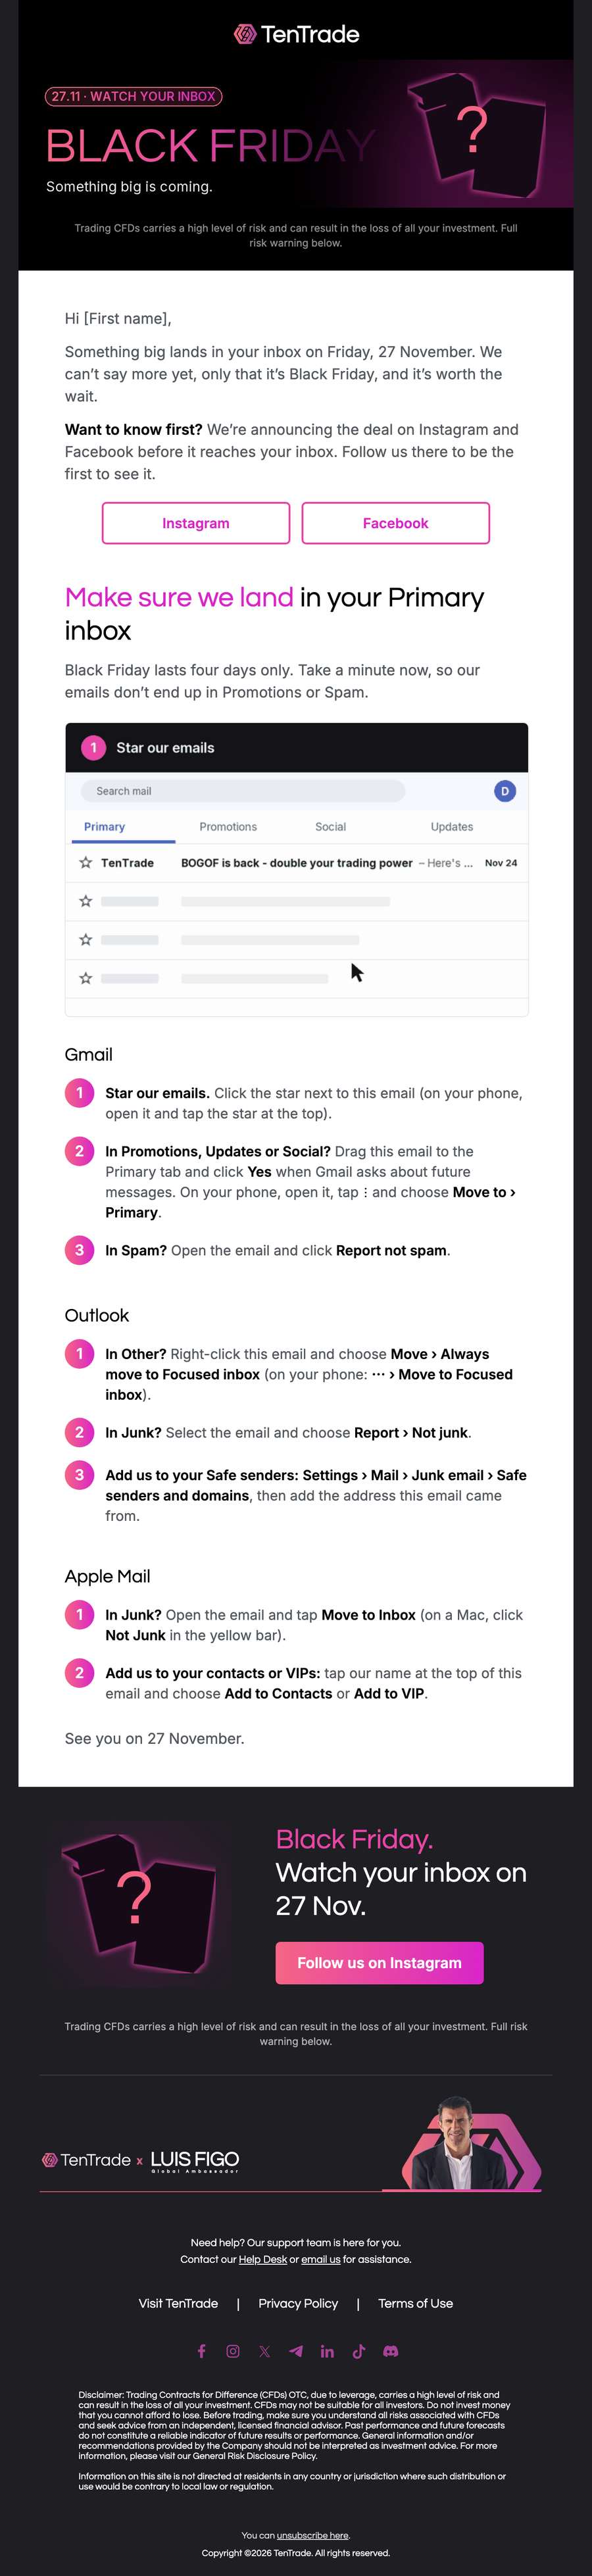 TenTrade
27.11 · WATCH YOUR INBOX
BLACK FRIDAY
Something big is coming.
?
Trading CFDs carries a high level of risk and can result in the loss of all your investment. Full
risk warning below.
Hi [First name],
Something big lands in your inbox on Friday, 27 November. We
can’t say more yet, only that it’s Black Friday, and it’s worth the
wait.
Want to know first? We’re announcing the deal on Instagram and
Facebook before it reaches your inbox. Follow us there to be the
first to see it.
Instagram
Facebook
Make sure we land in your Primary
inbox
Black Friday lasts four days only. Take a minute now, so our
emails don’t end up in Promotions or Spam.
1 Star our emails
Search mail
D
Primary Promotions Social Updates
TenTrade BOGOF is back - double your trading power – Here's ... Nov 24
Gmail
1 Star our emails. Click the star next to this email (on your phone,
open it and tap the star at the top).
2 In Promotions, Updates or Social? Drag this email to the
Primary tab and click Yes when Gmail asks about future
messages. On your phone, open it, tap ⋮ and choose Move to ›
Primary.
3 In Spam? Open the email and click Report not spam.
Outlook
1 In Other? Right-click this email and choose Move › Always
move to Focused inbox (on your phone: ··· › Move to Focused
inbox).
2 In Junk? Select the email and choose Report › Not junk.
3 Add us to your Safe senders: Settings › Mail › Junk email › Safe
senders and domains, then add the address this email came
from.
Apple Mail
1 In Junk? Open the email and tap Move to Inbox (on a Mac, click
Not Junk in the yellow bar).
2 Add us to your contacts or VIPs: tap our name at the top of this
email and choose Add to Contacts or Add to VIP.
See you on 27 November.
?
Black Friday.
Watch your inbox on
27 Nov.
Follow us on Instagram
Trading CFDs carries a high level of risk and can result in the loss of all your investment. Full risk
warning below.
TenTrade x LUIS FIGO
Global Ambassador
Need help? Our support team is here for you.
Contact our Help Desk or email us for assistance.
Visit TenTrade | Privacy Policy | Terms of Use
Disclaimer: Trading Contracts for Difference (CFDs) OTC, due to leverage, carries a high level of risk and
can result in the loss of all your investment. CFDs may not be suitable for all investors. Do not invest money
that you cannot afford to lose. Before trading, make sure you understand all risks associated with CFDs
and seek advice from an independent, licensed financial advisor. Past performance and future forecasts
do not constitute a reliable indicator of future results or performance. General information and/or
recommendations provided by the Company should not be interpreted as investment advice. For more
information, please visit our General Risk Disclosure Policy.
Information on this site is not directed at residents in any country or jurisdiction where such distribution or
use would be contrary to local law or regulation.
You can unsubscribe here.
Copyright ©2026 TenTrade. All rights reserved.